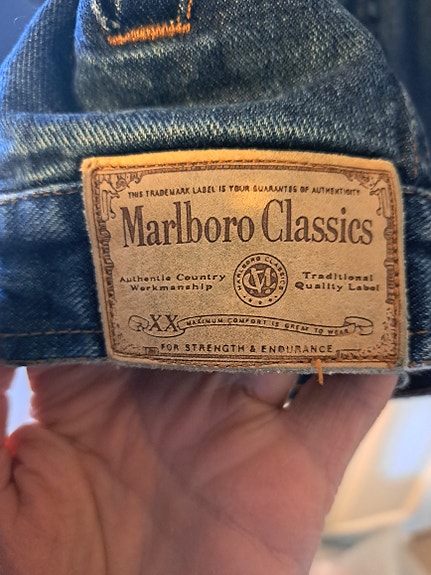 THIS TRADEMARK LABEL IS YOUR GUARANTEE OF AUTHENTICITY
Marlboro Classics
Authentic Country
Workmanship
MARLBORO CLASSICS
MC
Traditional
Quality Label
XX
MAXIMUM COMFORT IS GREAT TO WEAR
FOR STRENGTH & ENDURANCE